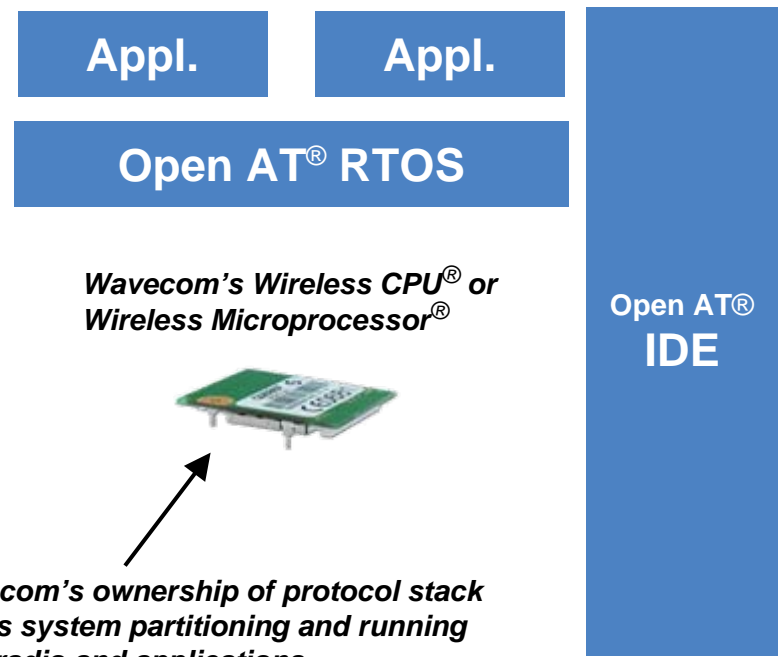 Appl. Appl.
Open AT® RTOS
Wavecom's Wireless CPU® or
Wireless Microprocessor®
Open AT®
IDE
ecom's ownership of protocol stack
s system partitioning and running